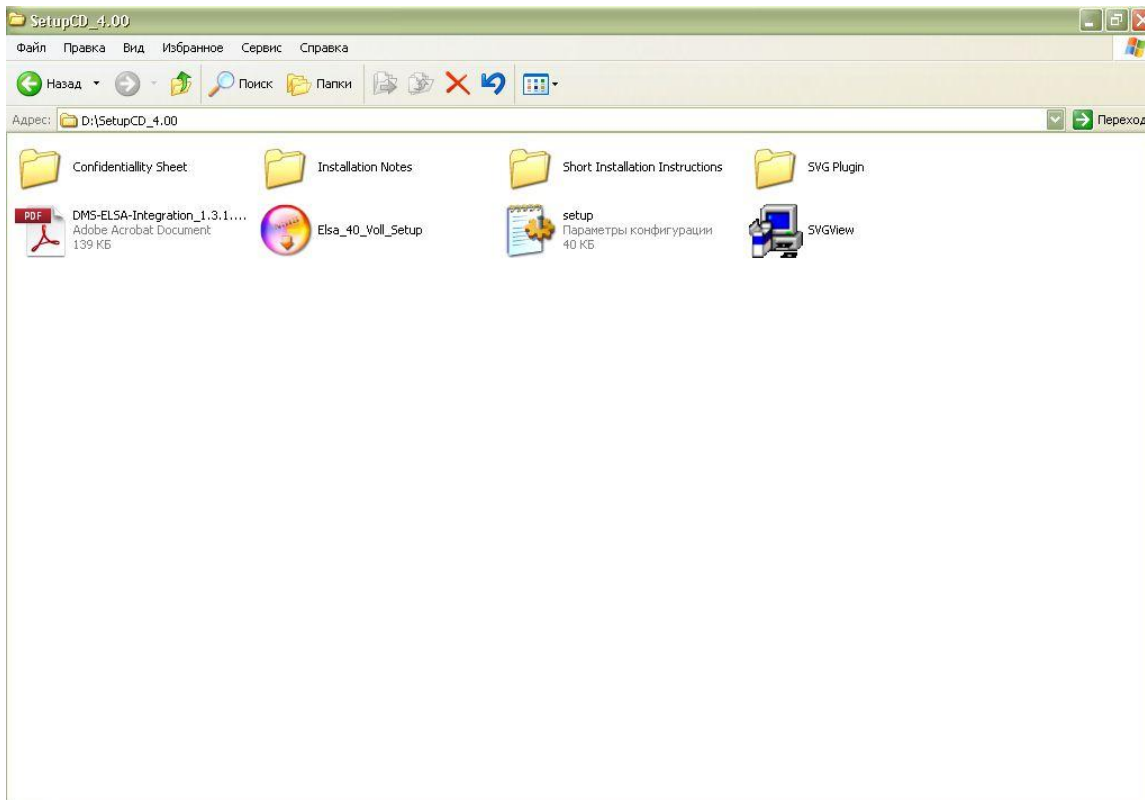 SetupCD_4.00
Файл Правка Вид Избранное Сервис Справка
Назад Поиск Папки
Адрес: D:\SetupCD_4.00 Переход
Confidentiallity Sheet
Installation Notes
Short Installation Instructions
SVG Plugin
PDF
DMS-ELSA-Integration_1.3.1....
Adobe Acrobat Document
139 КБ
Elsa_40_Voll_Setup
setup
Параметры конфигурации
40 КБ
SVGView